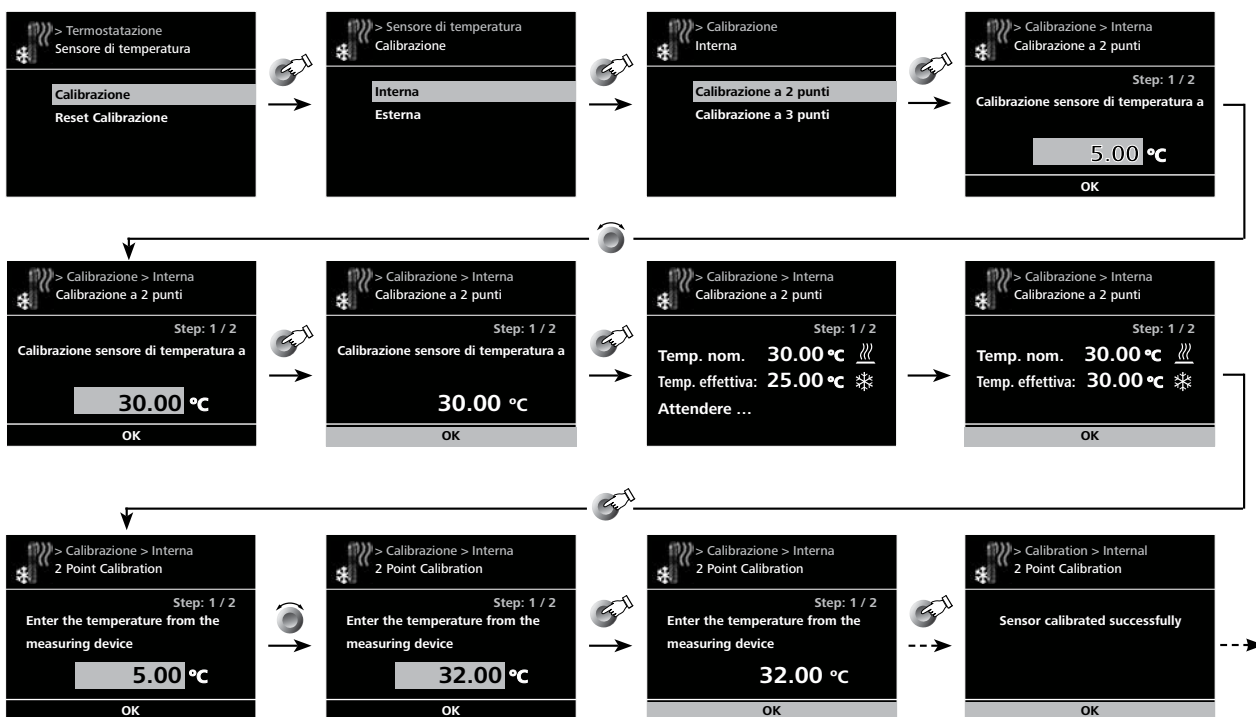 > Termostatazione
Sensore di temperatura
Calibrazione
Reset Calibrazione
> Sensore di temperatura
Calibrazione
Interna
Esterna
> Calibrazione
Interna
Calibrazione a 2 punti
Calibrazione a 3 punti
> Calibrazione > Interna
Calibrazione a 2 punti
Step: 1 / 2
Calibrazione sensore di temperatura a
5.00 °C
OK
> Calibrazione > Interna
Calibrazione a 2 punti
Step: 1 / 2
Calibrazione sensore di temperatura a
30.00 °C
OK
> Calibrazione > Interna
Calibrazione a 2 punti
Step: 1 / 2
Calibrazione sensore di temperatura a
30.00 °C
OK
> Calibrazione > Interna
Calibrazione a 2 punti
Step: 1 / 2
Temp. nom. 30.00 °C
Temp. effettiva: 25.00 °C
Attendere ...
> Calibrazione > Interna
Calibrazione a 2 punti
Step: 1 / 2
Temp. nom. 30.00 °C
Temp. effettiva: 30.00 °C
OK
> Calibrazione > Interna
2 Point Calibration
Step: 1 / 2
Enter the temperature from the
measuring device
5.00 °C
OK
> Calibrazione > Interna
2 Point Calibration
Step: 1 / 2
Enter the temperature from the
measuring device
32.00 °C
OK
> Calibrazione > Interna
2 Point Calibration
Step: 1 / 2
Enter the temperature from the
measuring device
32.00 °C
OK
> Calibration > Internal
2 Point Calibration
Sensor calibrated successfully
OK